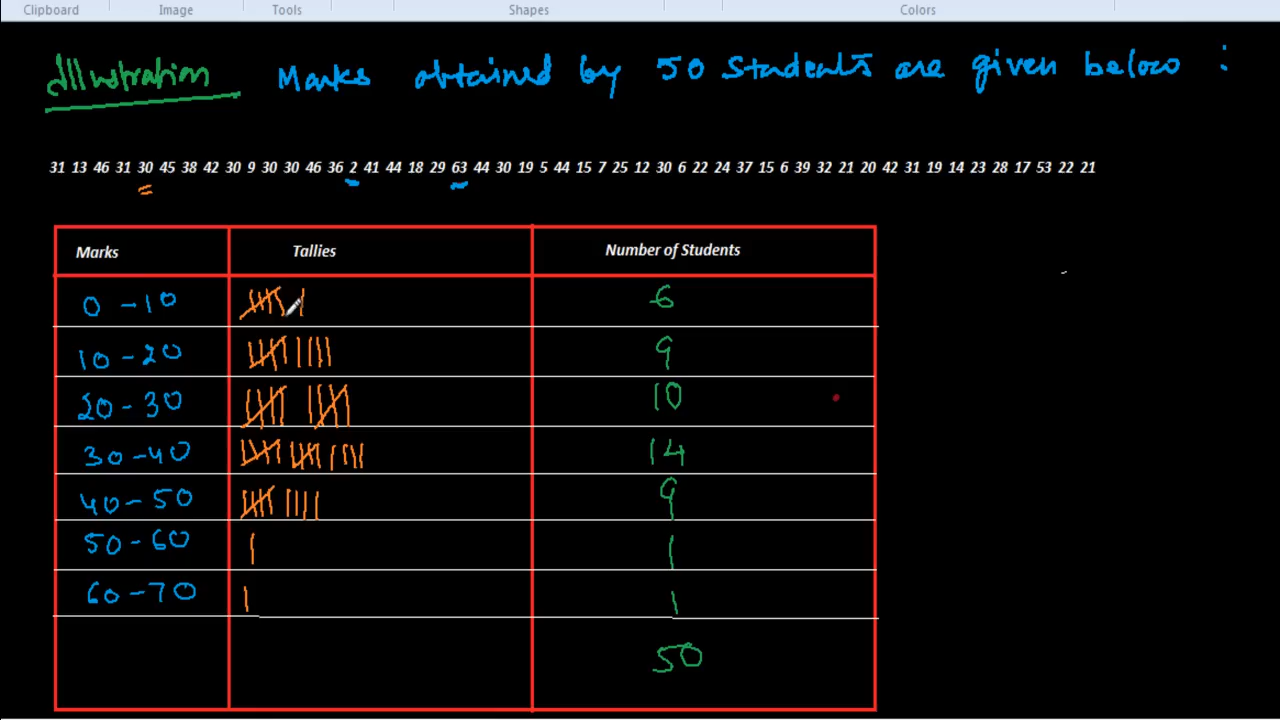 Clipboard Image Tools Shapes Colors
Illustration Marks obtained by 50 Students are given below :
31 13 46 31 30 45 38 42 30 9 30 30 46 36 2 41 44 18 29 63 44 30 19 5 44 15 7 25 12 30 6 22 24 37 15 6 39 32 21 20 42 31 19 14 23 28 17 53 22 21
Marks Tallies Number of Students
0 - 10 6
10 - 20 9
20 - 30 10
30 - 40 14
40 - 50 9
50 - 60 1
60 - 70 1
50